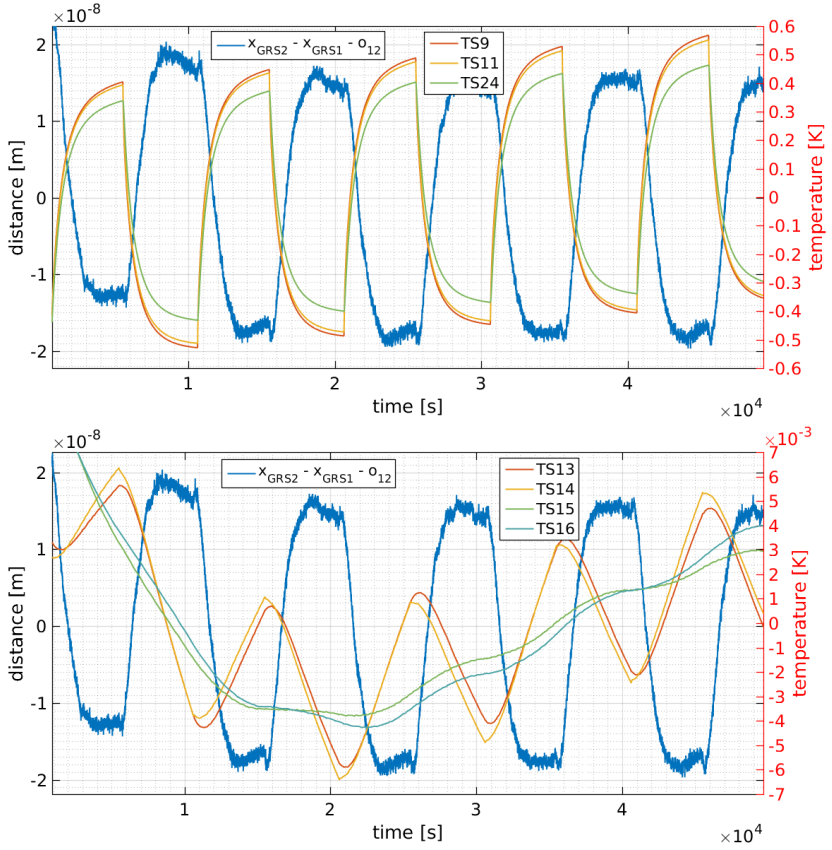 ×10⁻⁸
x_GRS2 - x_GRS1 - o_12
TS9
TS11
TS24
2
1
0
-1
-2
distance [m]
0.6
0.5
0.4
0.3
0.2
0.1
0
-0.1
-0.2
-0.3
-0.4
-0.5
-0.6
temperature [K]
1 2 3 4
time [s]
×10⁴
×10⁻⁸
×10⁻³
x_GRS2 - x_GRS1 - o_12
TS13
TS14
TS15
TS16
2
1
0
-1
-2
distance [m]
7
6
5
4
3
2
1
0
-1
-2
-3
-4
-5
-6
-7
temperature [K]
1 2 3 4
time [s]
×10⁴